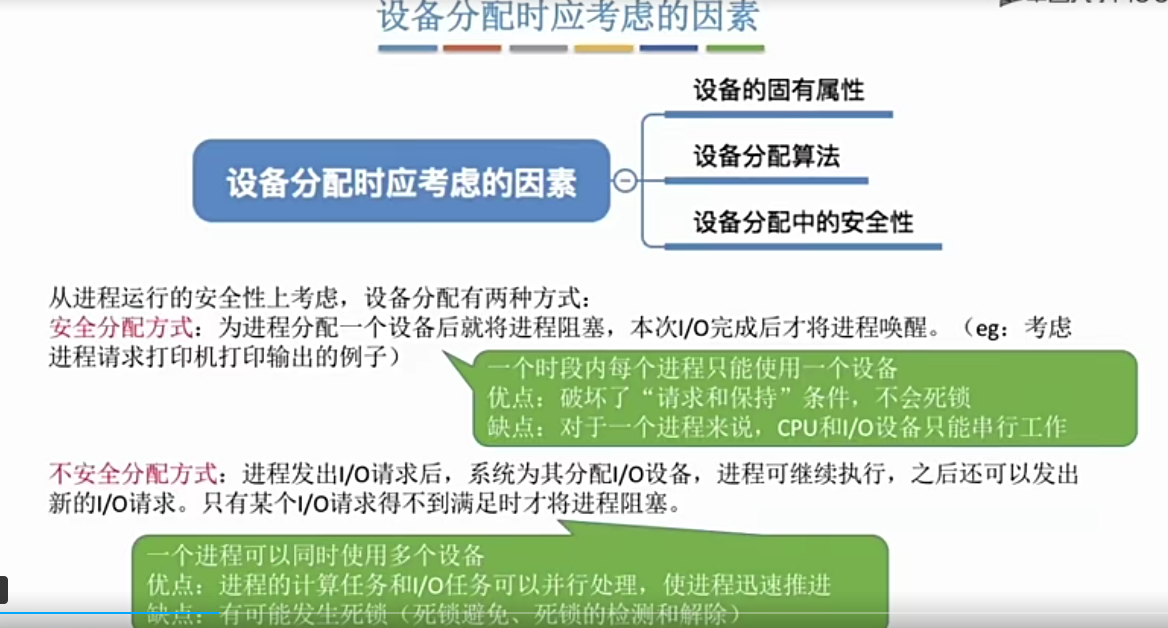 设备分配时应考虑的因素
设备的固有属性
设备分配算法
设备分配时应考虑的因素
设备分配中的安全性
从进程运行的安全性上考虑，设备分配有两种方式：
安全分配方式：为进程分配一个设备后就将进程阻塞，本次I/O完成后才将进程唤醒。（eg：考虑
进程请求打印机打印输出的例子）
一个时段内每个进程只能使用一个设备
优点：破坏了“请求和保持”条件，不会死锁
缺点：对于一个进程来说，CPU和I/O设备只能串行工作
不安全分配方式：进程发出I/O请求后，系统为其分配I/O设备，进程可继续执行，之后还可以发出
新的I/O请求。只有某个I/O请求得不到满足时才将进程阻塞。
一个进程可以同时使用多个设备
优点：进程的计算任务和I/O任务可以并行处理，使进程迅速推进
缺点：有可能发生死锁（死锁避免、死锁的检测和解除）